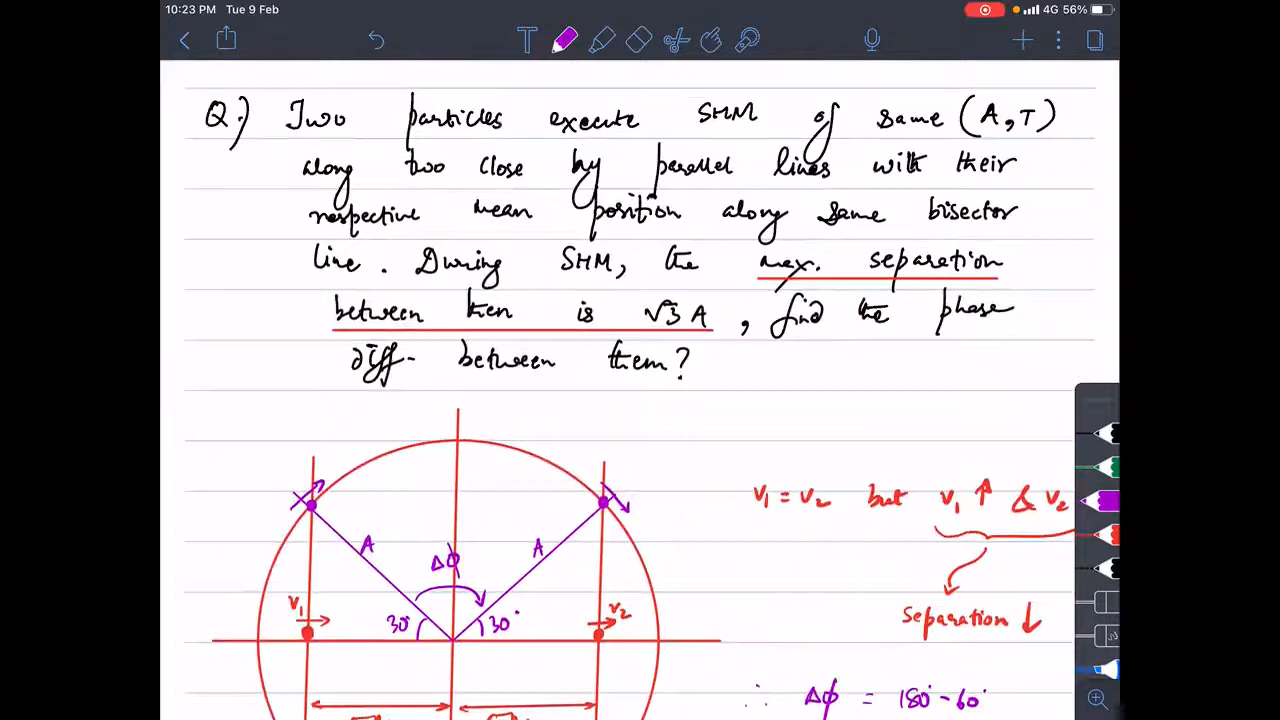 10:23 PM Tue 9 Feb
4G 56%
Q.) Two particles execute SHM of same (A, T)
along two close by parallel lines with their
respective mean position along same bisector
line. During SHM, the max. separation
between then is √3 A, find the phase
diff. between them?
v₁ = v₂ but v₁ ↑ & v₂
A Δϕ A
v₁ 30° 30° v₂
Separation ↓
∴ Δϕ = 180° - 60°